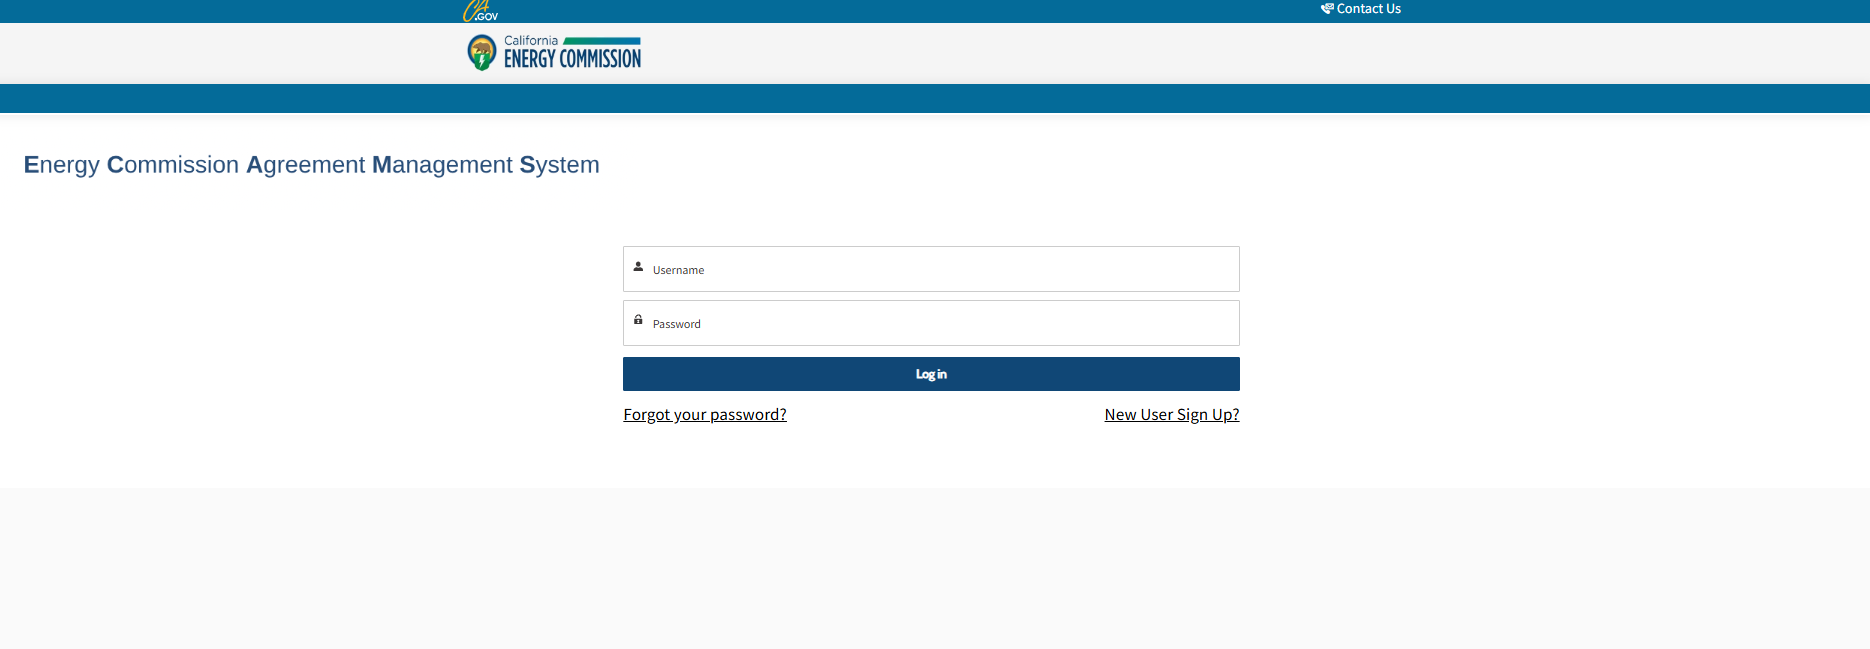 CA.GOV
Contact Us
California
ENERGY COMMISSION
Energy Commission Agreement Management System
Username
Password
Log in
Forgot your password?
New User Sign Up?